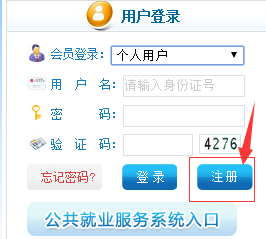 用户登录
会员登录: 个人用户
用 户 名: 请输入身份证号
密 码:
验 证 码: 4276
忘记密码? 登 录 注 册
公共就业服务系统入口